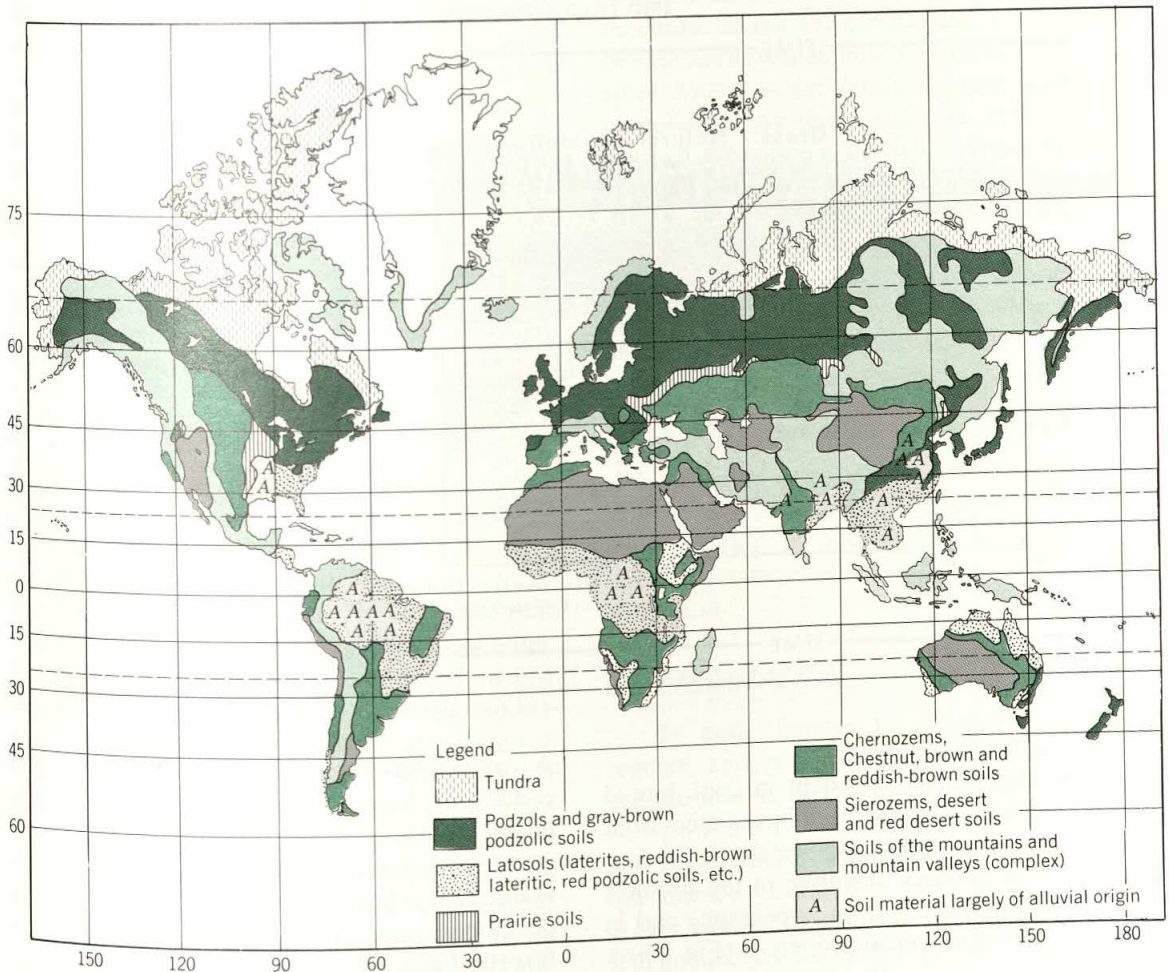 75
60
45
30
15
0
15
30
45
60
A
A
A
A
A A A A
A A
A
A A
A
A
A
A
A A
A
A
A
Legend
Tundra
Podzols and gray-brown
podzolic soils
Latosols (laterites, reddish-brown
lateritic, red podzolic soils, etc.)
Prairie soils
Chernozems,
Chestnut, brown and
reddish-brown soils
Sierozems, desert
and red desert soils
Soils of the mountains and
mountain valleys (complex)
A Soil material largely of alluvial origin
150 120 90 60 30 0 30 60 90 120 150 180